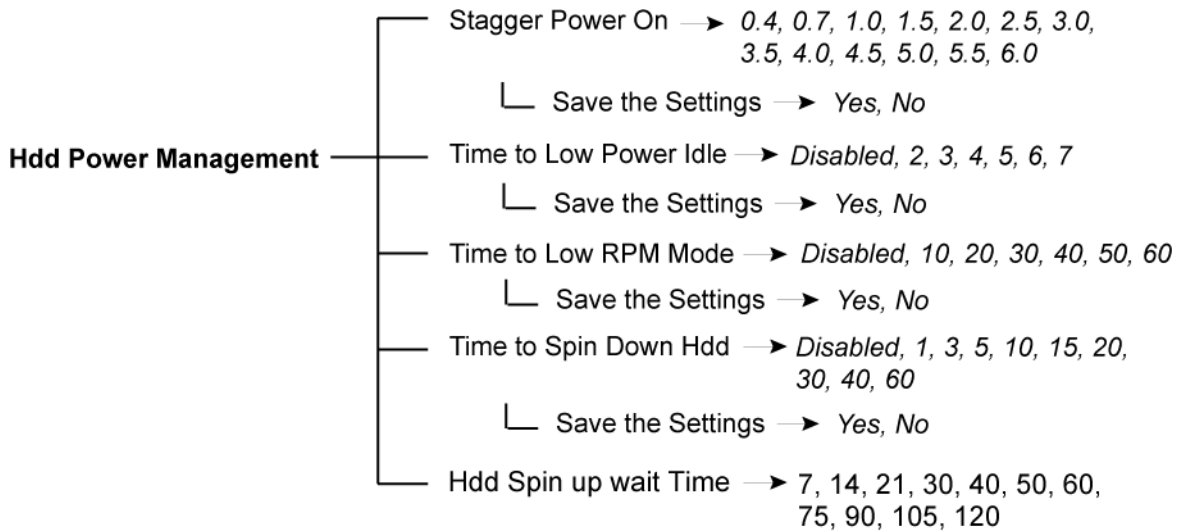 Stagger Power On 0.4, 0.7, 1.0, 1.5, 2.0, 2.5, 3.0,
3.5, 4.0, 4.5, 5.0, 5.5, 6.0
Save the Settings Yes, No
Hdd Power Management
Time to Low Power Idle Disabled, 2, 3, 4, 5, 6, 7
Save the Settings Yes, No
Time to Low RPM Mode Disabled, 10, 20, 30, 40, 50, 60
Save the Settings Yes, No
Time to Spin Down Hdd Disabled, 1, 3, 5, 10, 15, 20,
30, 40, 60
Save the Settings Yes, No
Hdd Spin up wait Time 7, 14, 21, 30, 40, 50, 60,
75, 90, 105, 120